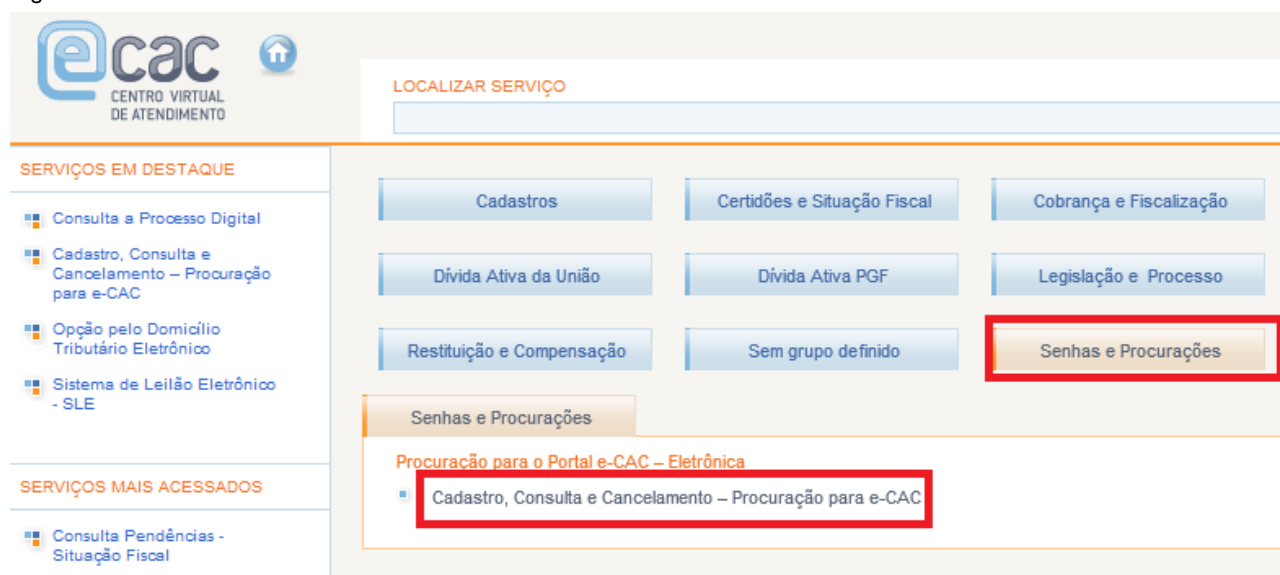 ecac
CENTRO VIRTUAL
DE ATENDIMENTO
LOCALIZAR SERVIÇO
SERVIÇOS EM DESTAQUE
Consulta a Processo Digital
Cadastro, Consulta e
Cancelamento – Procuração
para e-CAC
Opção pelo Domicílio
Tributário Eletrônico
Sistema de Leilão Eletrônico
- SLE
SERVIÇOS MAIS ACESSADOS
Consulta Pendências -
Situação Fiscal
Cadastros
Certidões e Situação Fiscal
Cobrança e Fiscalização
Dívida Ativa da União
Dívida Ativa PGF
Legislação e Processo
Restituição e Compensação
Sem grupo definido
Senhas e Procurações
Senhas e Procurações
Procuração para o Portal e-CAC – Eletrônica
Cadastro, Consulta e Cancelamento – Procuração para e-CAC